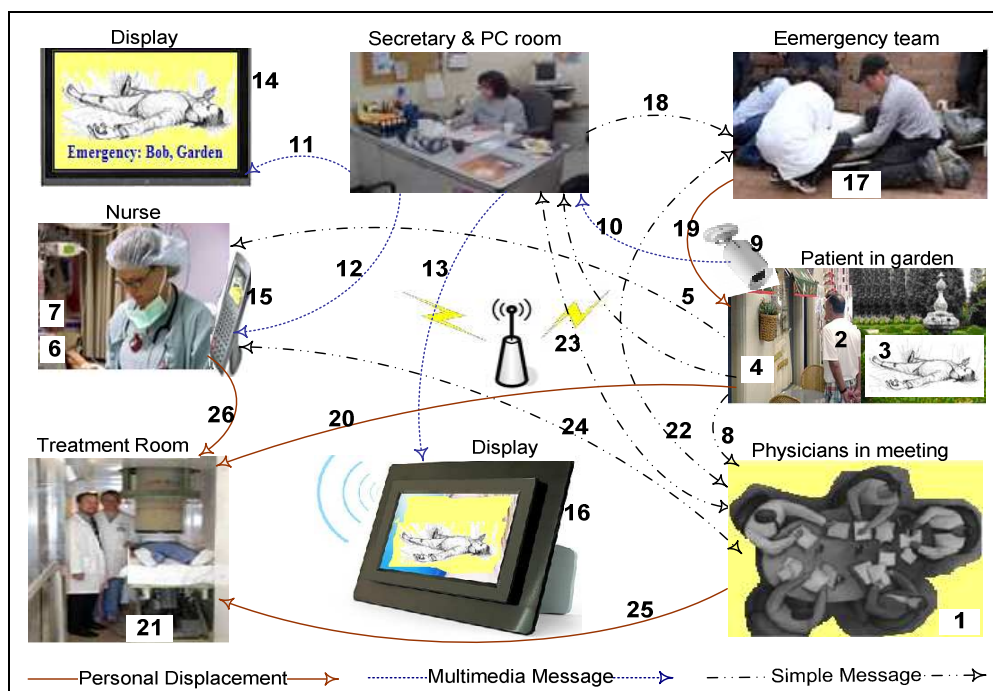 Display
Secretary & PC room
Eemergency team
14
18
11
Emergency: Bob, Garden
17
Nurse
10
19
9
Patient in garden
12
13
15
5
7
2
6
23
3
4
26
20
24
22
8
Treatment Room
Display
Physicians in meeting
16
25
21
1
Personal Displacement
Multimedia Message
Simple Message